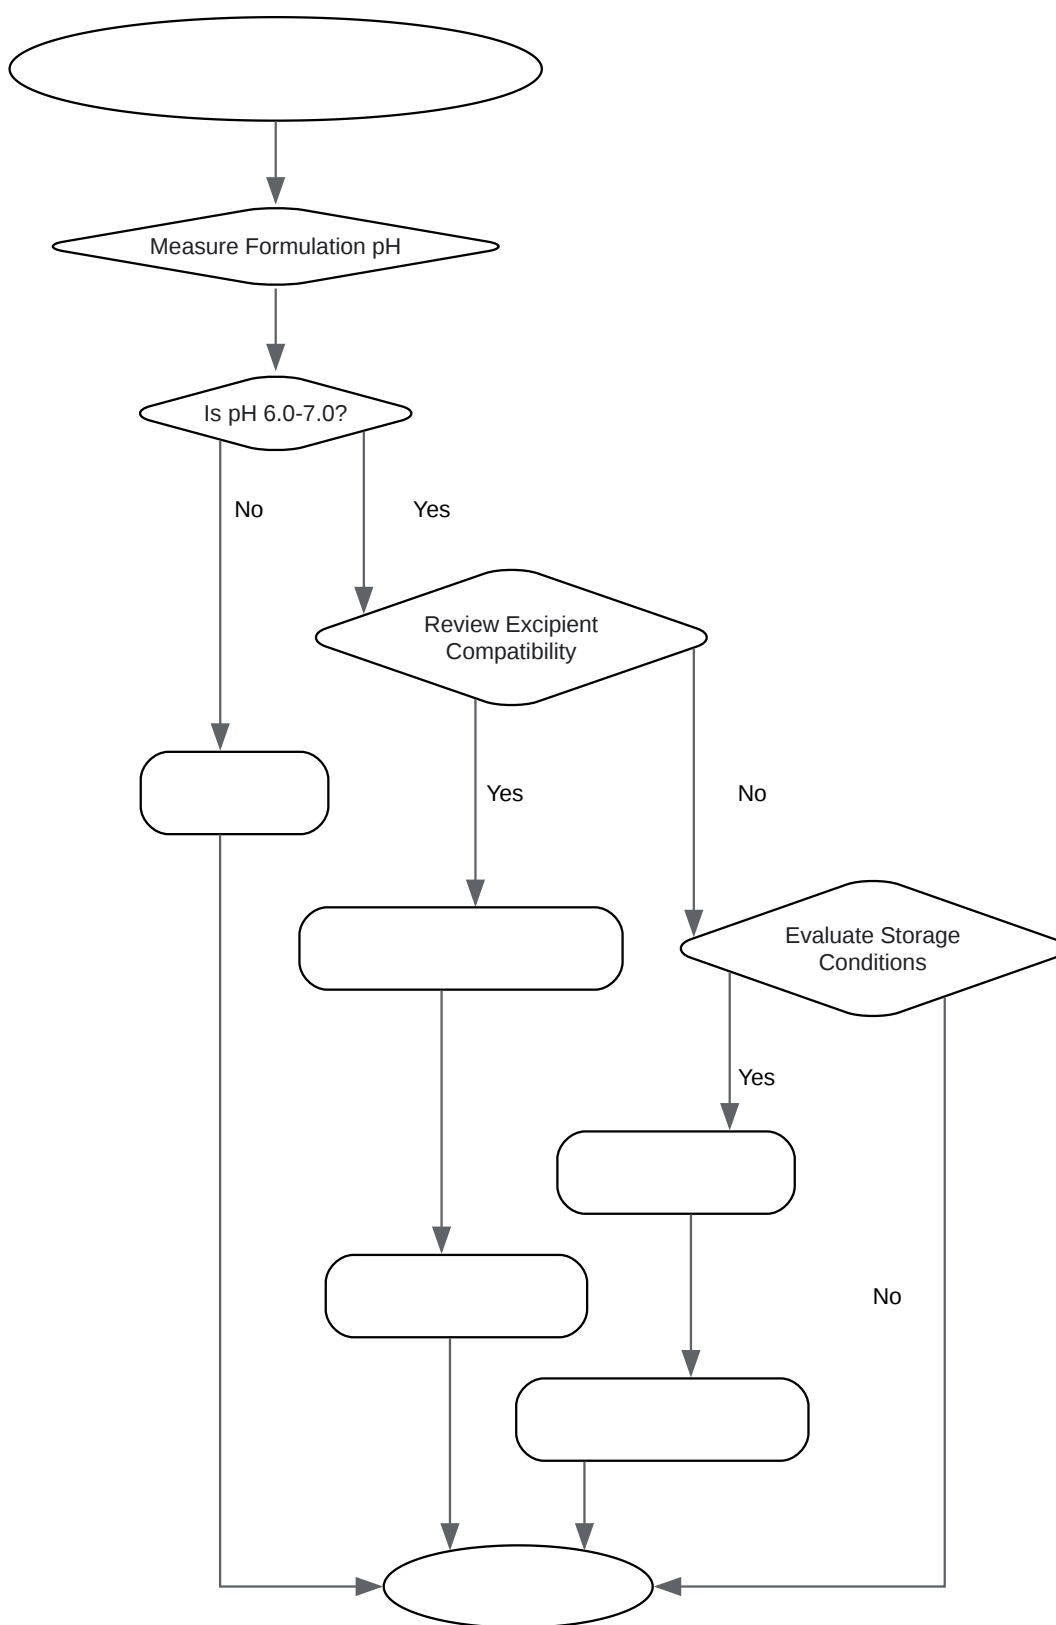 Measure Formulation pH
Is pH 6.0-7.0?
No
Yes
Review Excipient
Compatibility
Yes
No
Evaluate Storage
Conditions
Yes
No